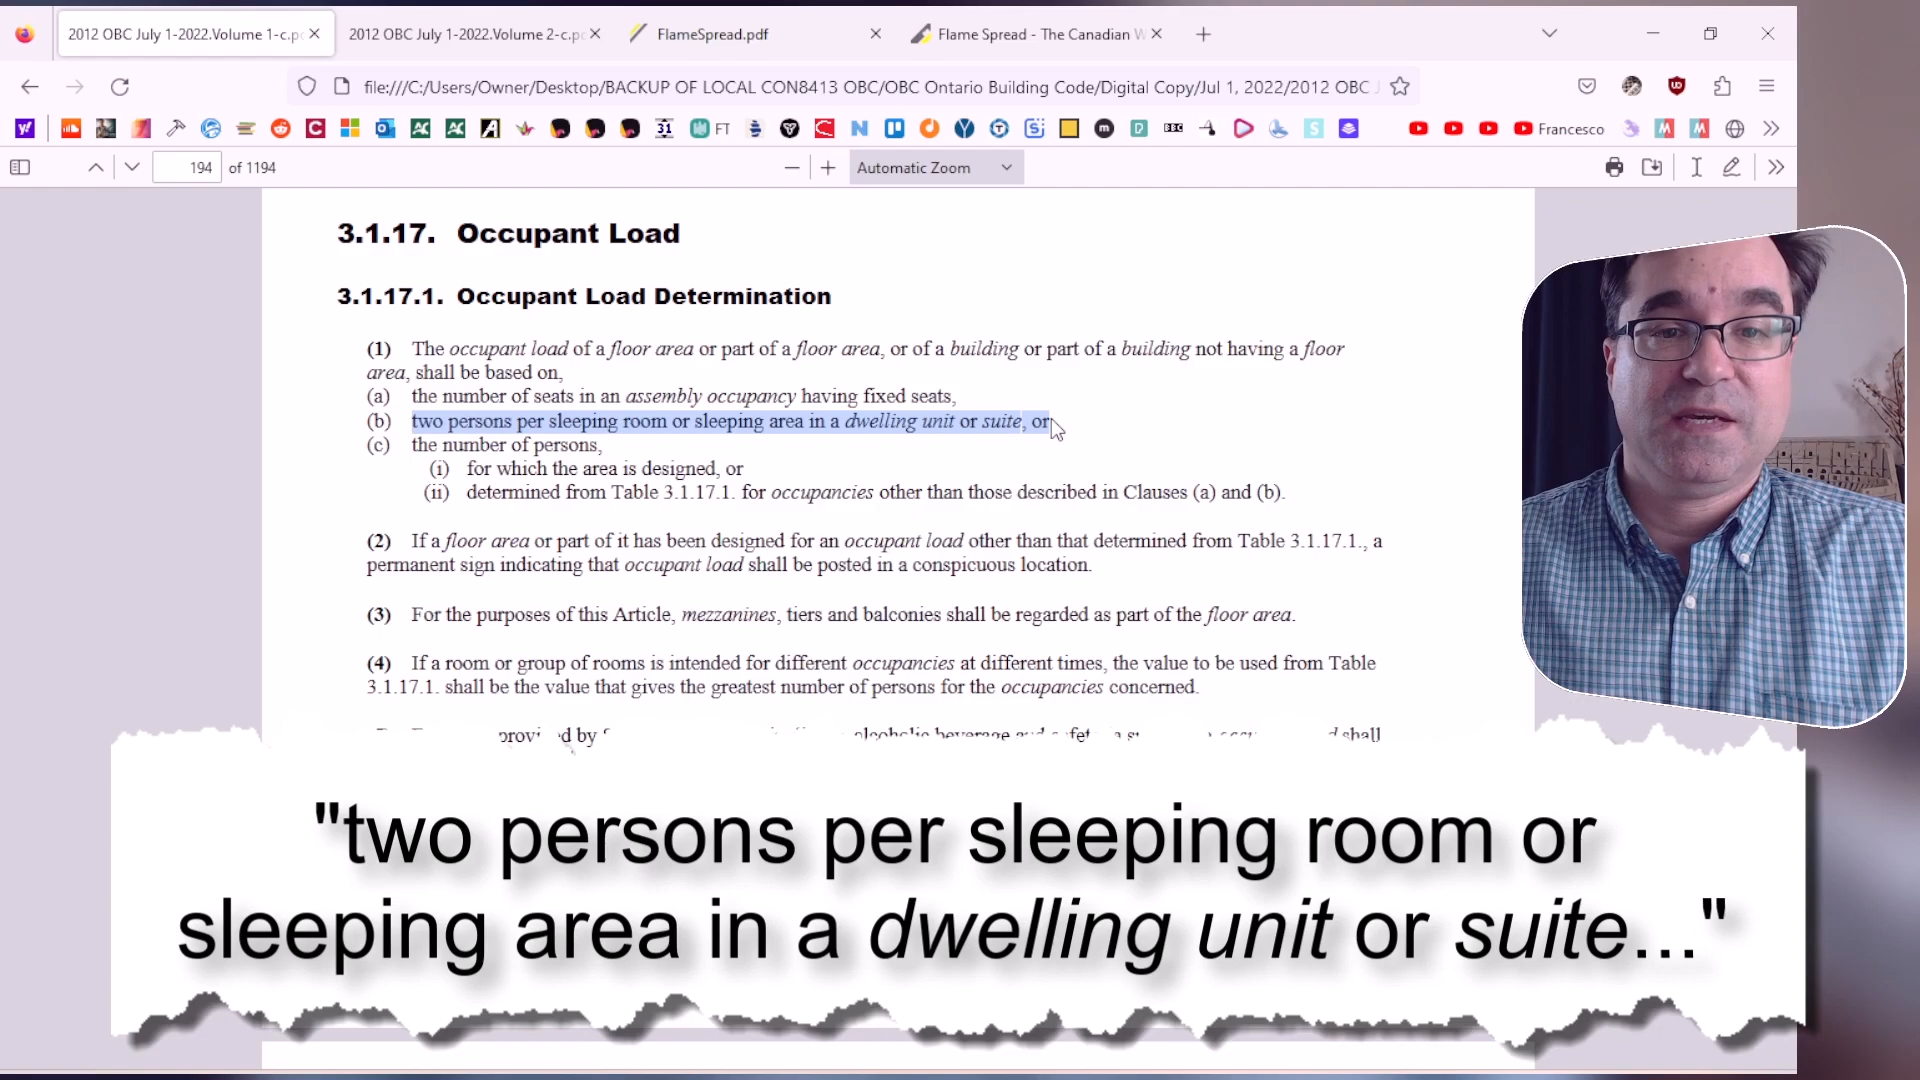 2012 OBC July 1-2022.Volume 1-c.p
2012 OBC July 1-2022.Volume 2-c.p
FlameSpread.pdf
Flame Spread - The Canadian W
file:///C:/Users/Owner/Desktop/BACKUP OF LOCAL CON8413 OBC/OBC Ontario Building Code/Digital Copy/Jul 1, 2022/2012 OBC J
31
FT
BBC
Francesco
194 of 1194
Automatic Zoom
3.1.17. Occupant Load
3.1.17.1. Occupant Load Determination
(1) The occupant load of a floor area or part of a floor area, or of a building or part of a building not having a floor
area, shall be based on,
(a) the number of seats in an assembly occupancy having fixed seats,
(b) two persons per sleeping room or sleeping area in a dwelling unit or suite, or
(c) the number of persons,
(i) for which the area is designed, or
(ii) determined from Table 3.1.17.1. for occupancies other than those described in Clauses (a) and (b).
(2) If a floor area or part of it has been designed for an occupant load other than that determined from Table 3.1.17.1., a
permanent sign indicating that occupant load shall be posted in a conspicuous location.
(3) For the purposes of this Article, mezzanines, tiers and balconies shall be regarded as part of the floor area.
(4) If a room or group of rooms is intended for different occupancies at different times, the value to be used from Table
3.1.17.1. shall be the value that gives the greatest number of persons for the occupancies concerned.
by alcoholic beverage shall
"two persons per sleeping room or
sleeping area in a dwelling unit or suite..."